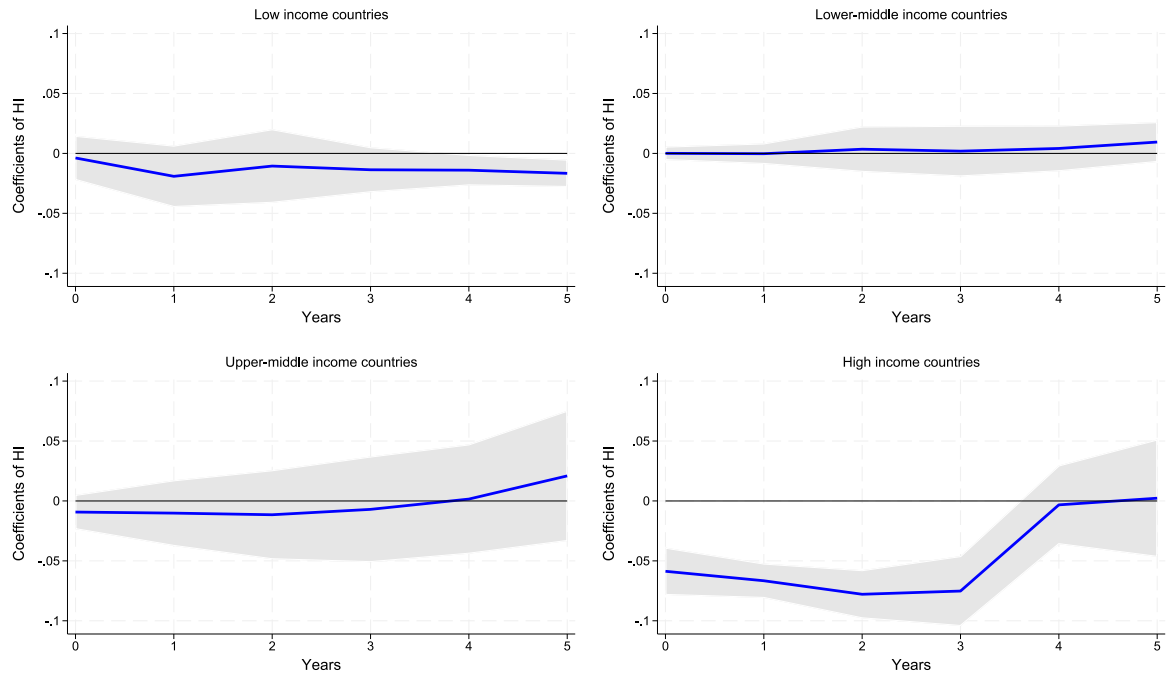 Low income countries
Coefficients of HI
.1
.05
0
-.05
-.1
0 1 2 3 4 5
Years
Lower-middle income countries
Coefficients of HI
.1
.05
0
-.05
-.1
0 1 2 3 4 5
Years
Upper-middle income countries
Coefficients of HI
.1
.05
0
-.05
-.1
0 1 2 3 4 5
Years
High income countries
Coefficients of HI
.1
.05
0
-.05
-.1
0 1 2 3 4 5
Years